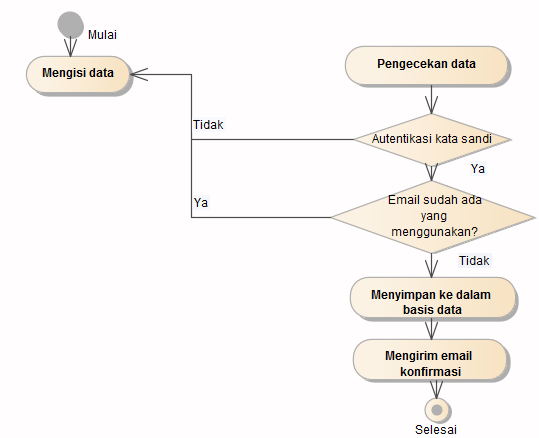 Mulai
Mengisi data
Pengecekan data
Tidak
Autentikasi kata sandi
Ya
Ya
Email sudah ada
yang
menggunakan?
Tidak
Menyimpan ke dalam
basis data
Mengirim email
konfirmasi
Selesai